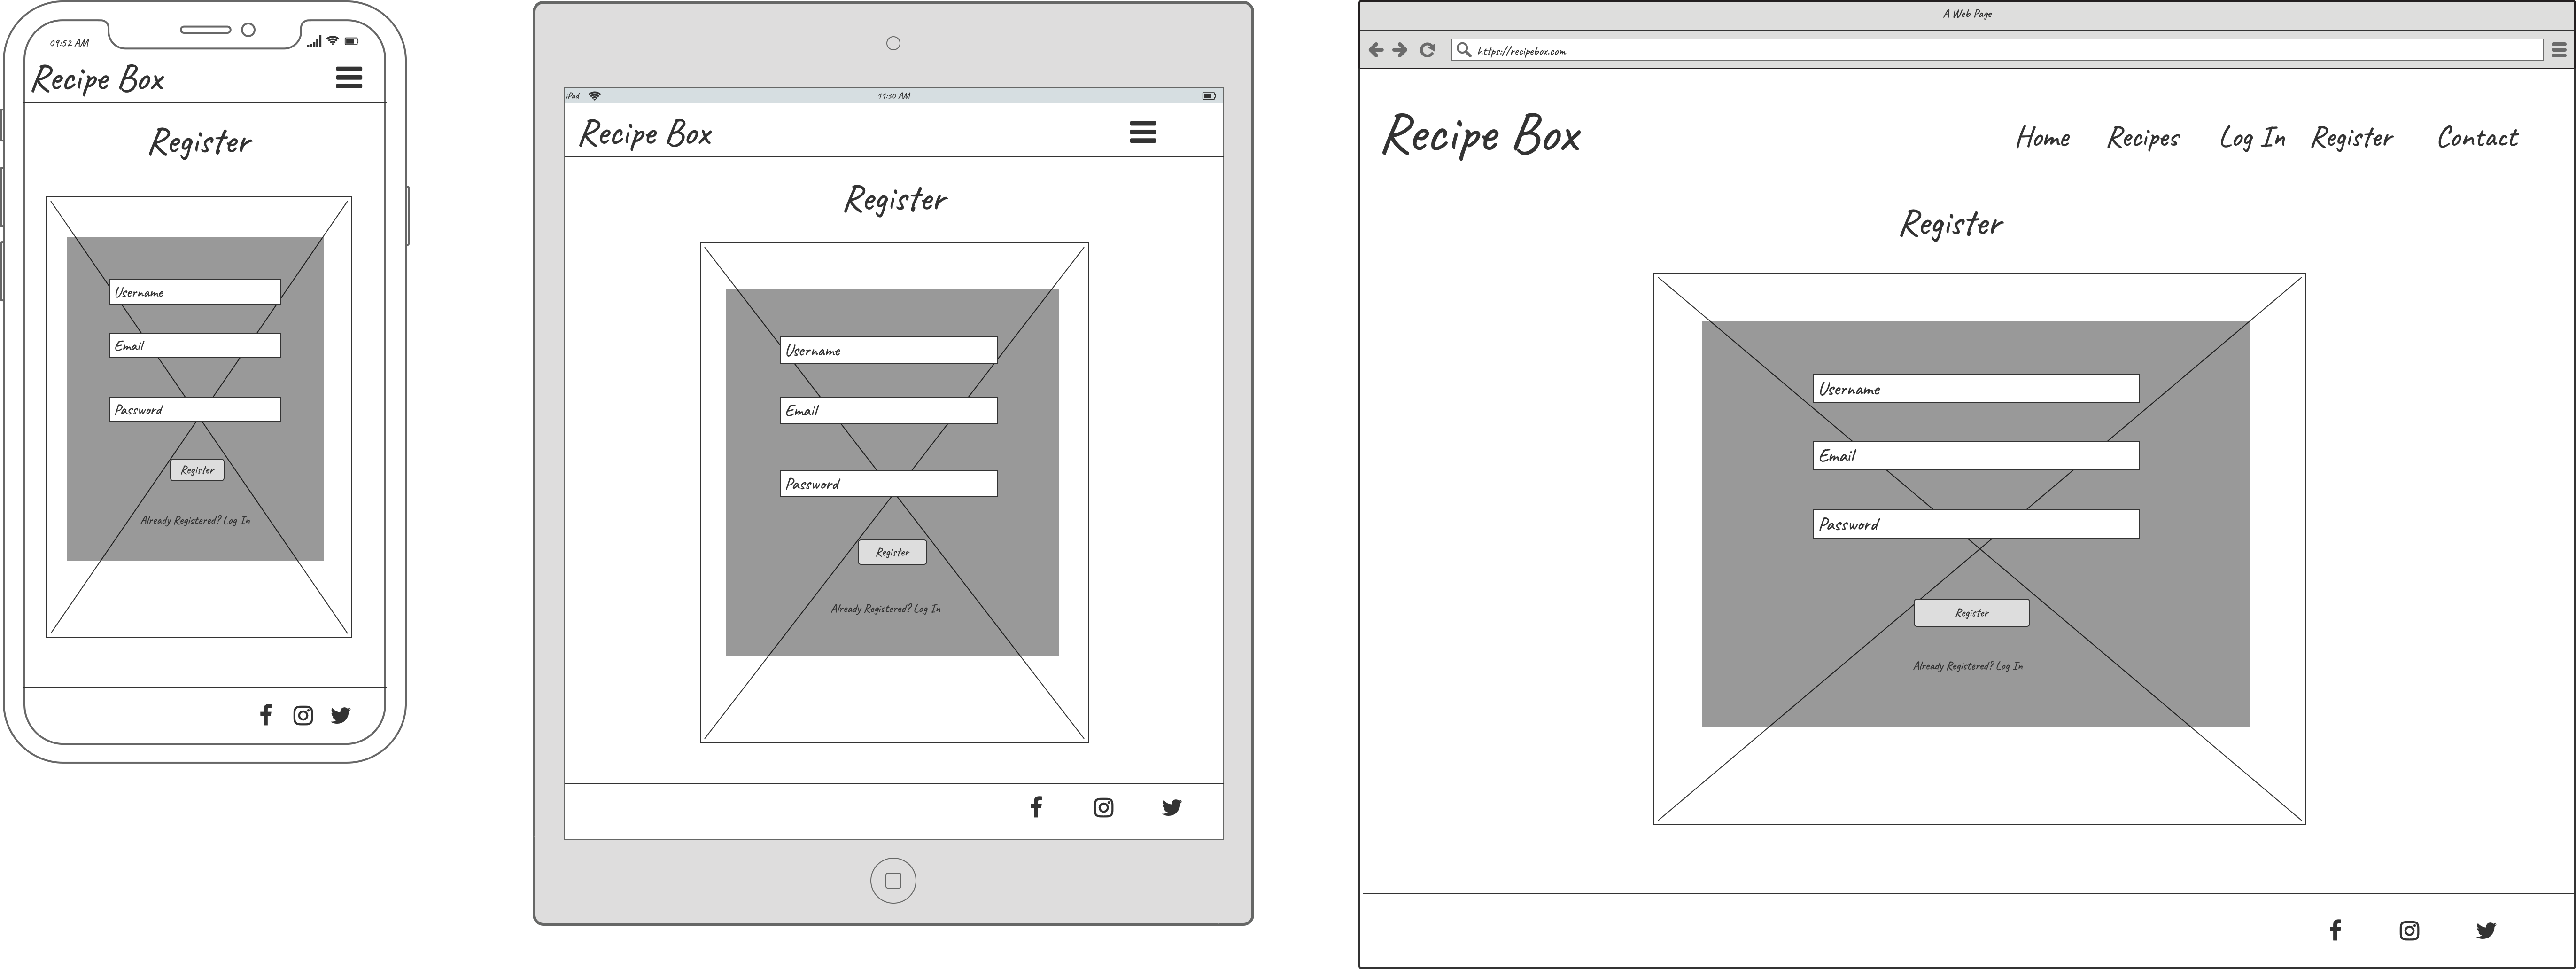 09:52 AM
Recipe Box
Register
Username
Email
Password
Register
Already Registered? Log In
iPad
11:30 AM
Recipe Box
Register
Username
Email
Password
Register
Already Registered? Log In
A Web Page
https://recipebox.com
Recipe Box
Home Recipes Log In Register Contact
Register
Username
Email
Password
Register
Already Registered? Log In